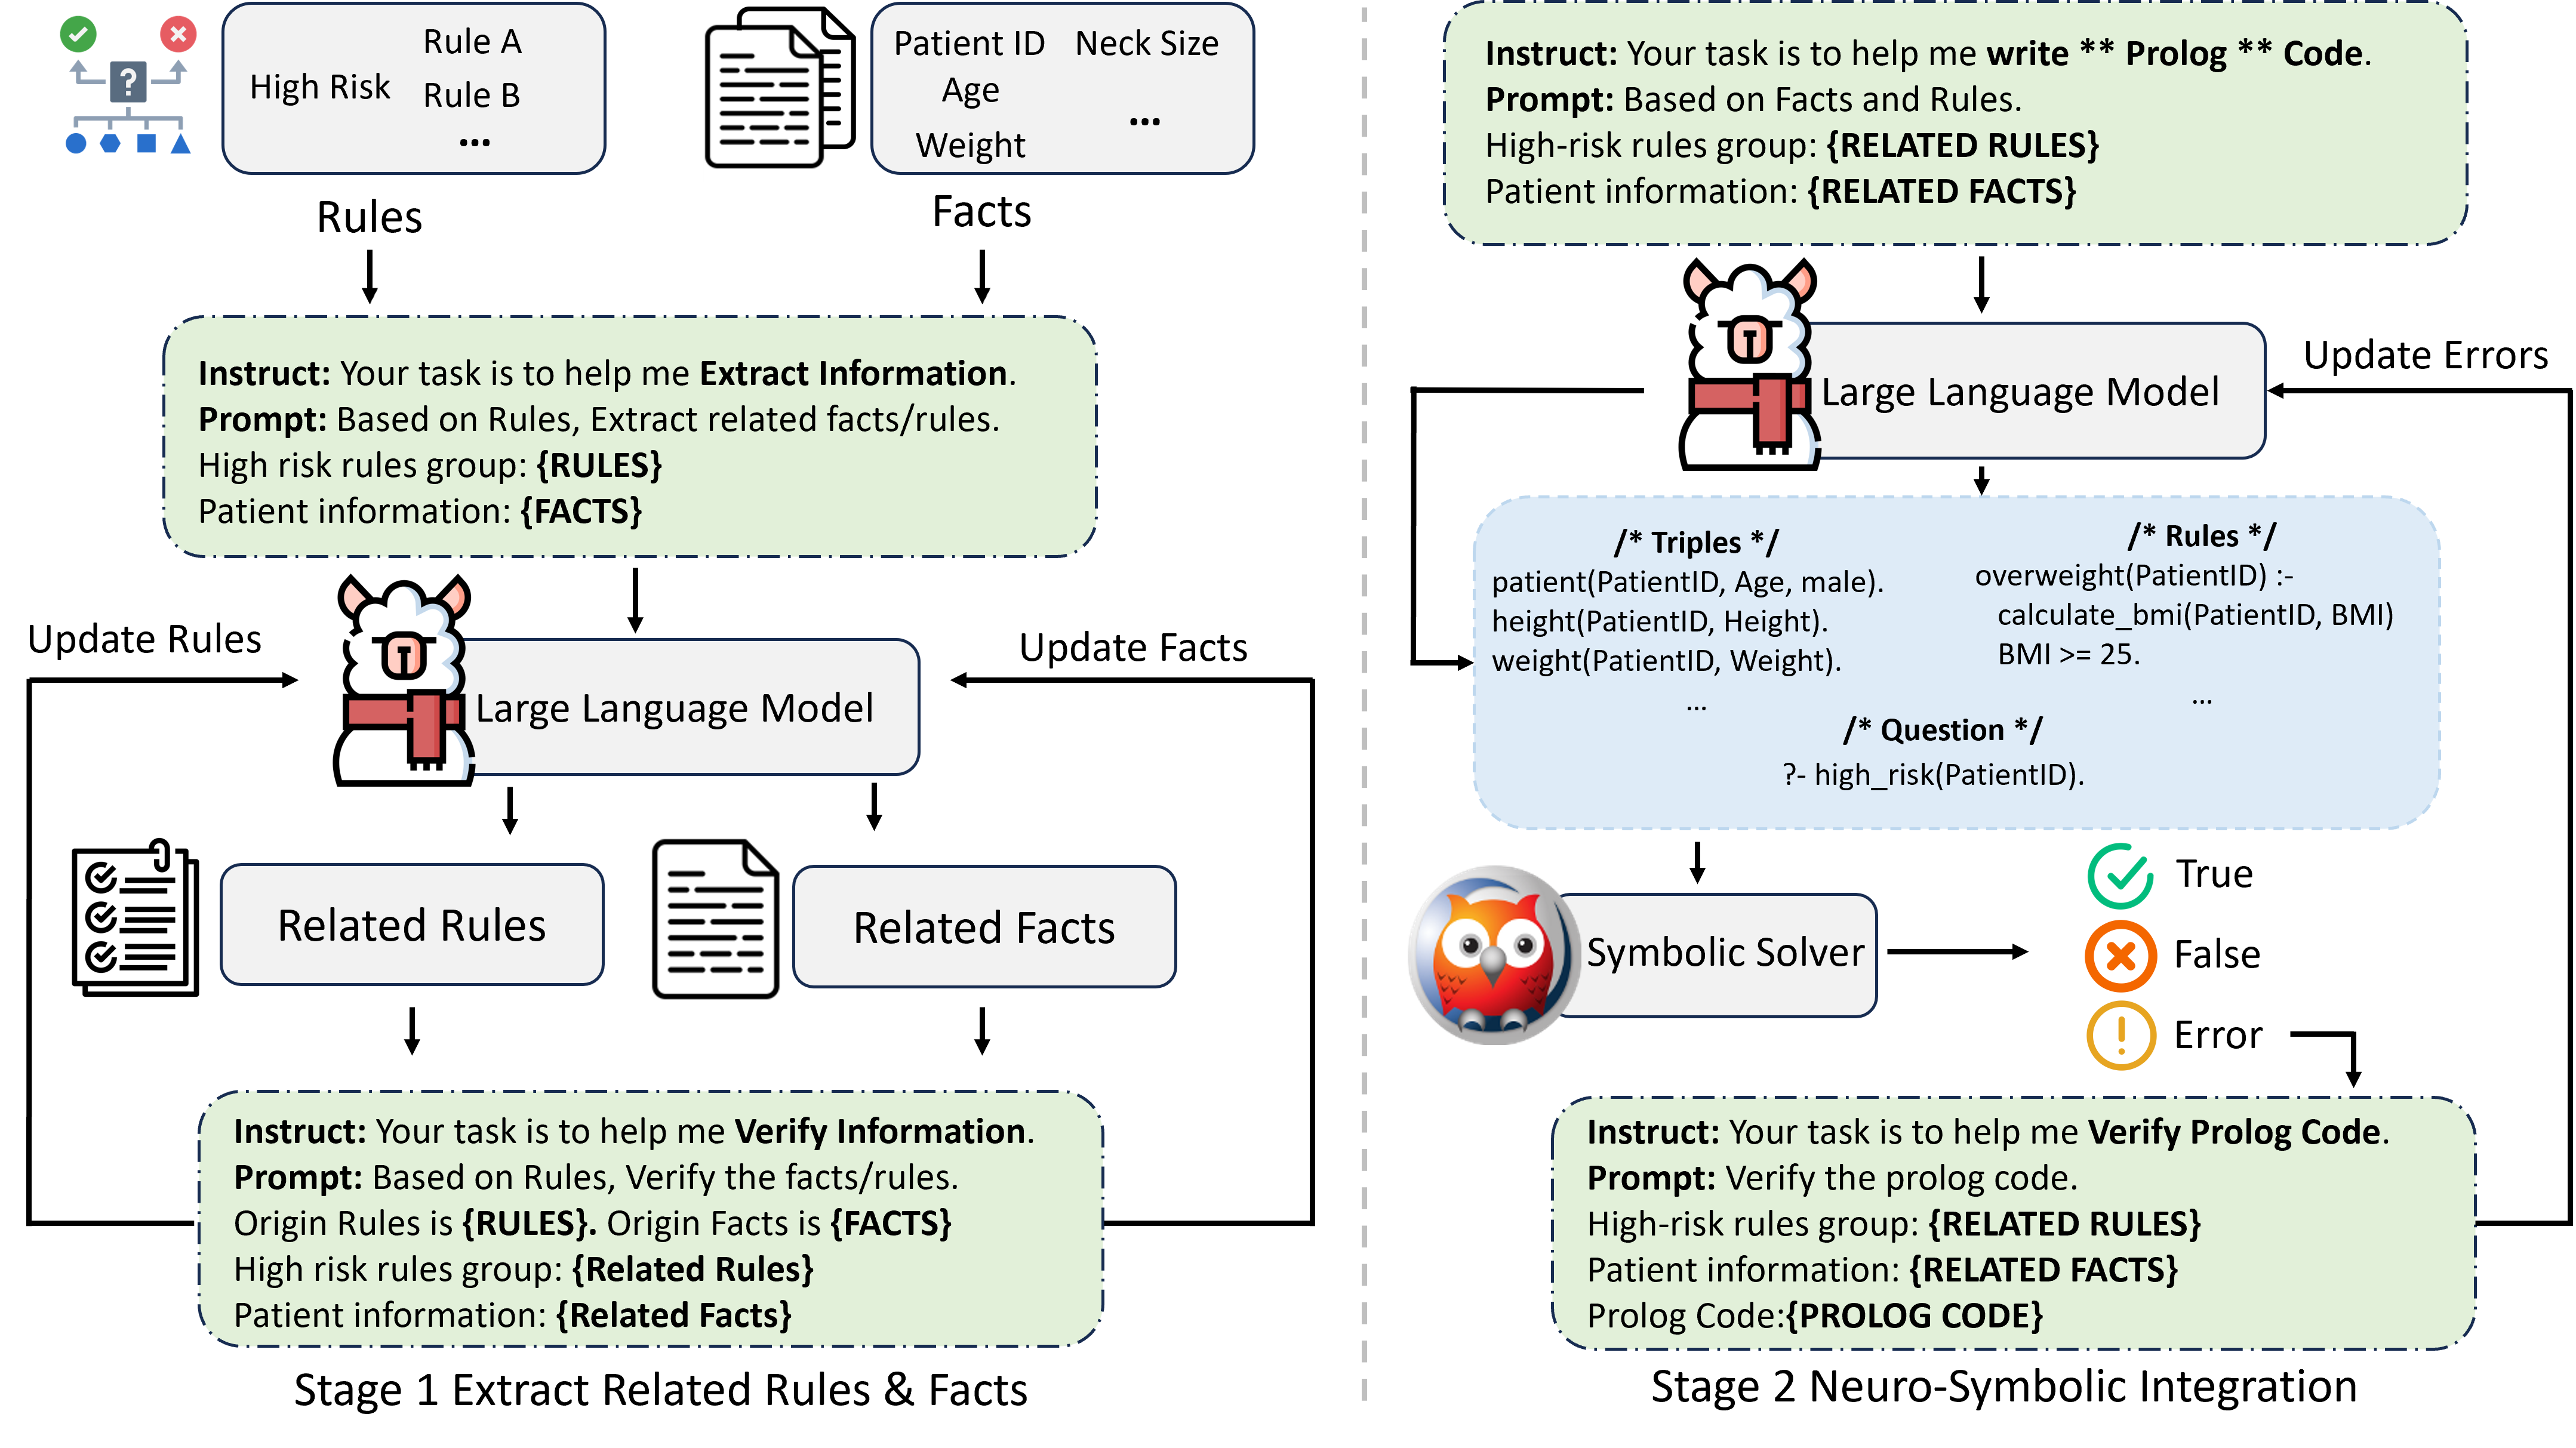 High Risk
Rule A
Rule B
...
Rules
Patient ID
Age
Weight
Neck Size
...
Facts
Instruct: Your task is to help me Extract Information.
Prompt: Based on Rules, Extract related facts/rules.
High risk rules group: {RULES}
Patient information: {FACTS}
Update Rules
Large Language Model
Update Facts
Related Rules
Related Facts
Instruct: Your task is to help me Verify Information.
Prompt: Based on Rules, Verify the facts/rules.
Origin Rules is {RULES}. Origin Facts is {FACTS}
High risk rules group: {Related Rules}
Patient information: {Related Facts}
Stage 1 Extract Related Rules & Facts
Instruct: Your task is to help me write ** Prolog ** Code.
Prompt: Based on Facts and Rules.
High-risk rules group: {RELATED RULES}
Patient information: {RELATED FACTS}
Large Language Model
Update Errors
/* Triples */
patient(PatientID, Age, male).
height(PatientID, Height).
weight(PatientID, Weight).
...
/* Rules */
overweight(PatientID) :-
calculate_bmi(PatientID, BMI)
BMI >= 25.
...
/* Question */
?- high_risk(PatientID).
Symbolic Solver
True
False
Error
Instruct: Your task is to help me Verify Prolog Code.
Prompt: Verify the prolog code.
High-risk rules group: {RELATED RULES}
Patient information: {RELATED FACTS}
Prolog Code:{PROLOG CODE}
Stage 2 Neuro-Symbolic Integration